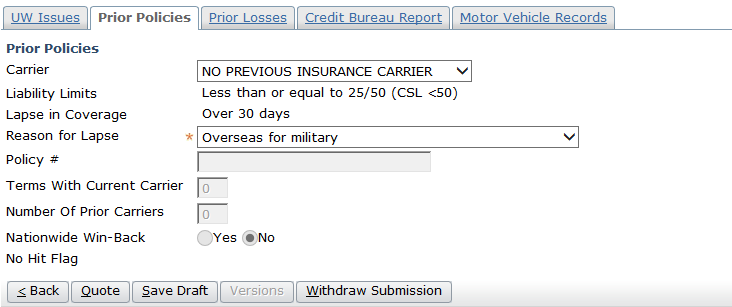 UW Issues Prior Policies Prior Losses Credit Bureau Report Motor Vehicle Records
Prior Policies
Carrier NO PREVIOUS INSURANCE CARRIER
Liability Limits Less than or equal to 25/50 (CSL <50)
Lapse in Coverage Over 30 days
Reason for Lapse * Overseas for military
Policy #
Terms With Current Carrier 0
Number Of Prior Carriers 0
Nationwide Win-Back Yes No
No Hit Flag
< Back Quote Save Draft Versions Withdraw Submission